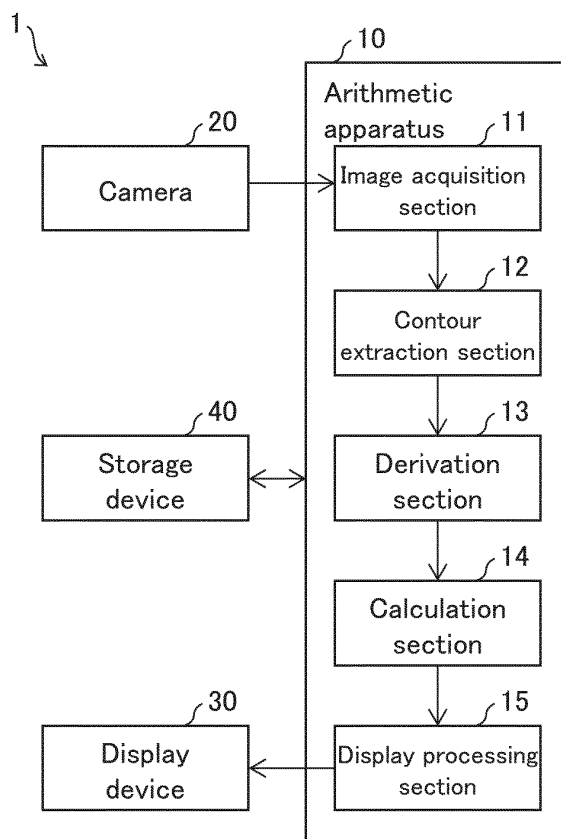 1
10
Arithmetic
apparatus
20
Camera
11
Image acquisition
section
12
Contour
extraction section
40
Storage
device
13
Derivation
section
14
Calculation
section
30
Display
device
15
Display processing
section